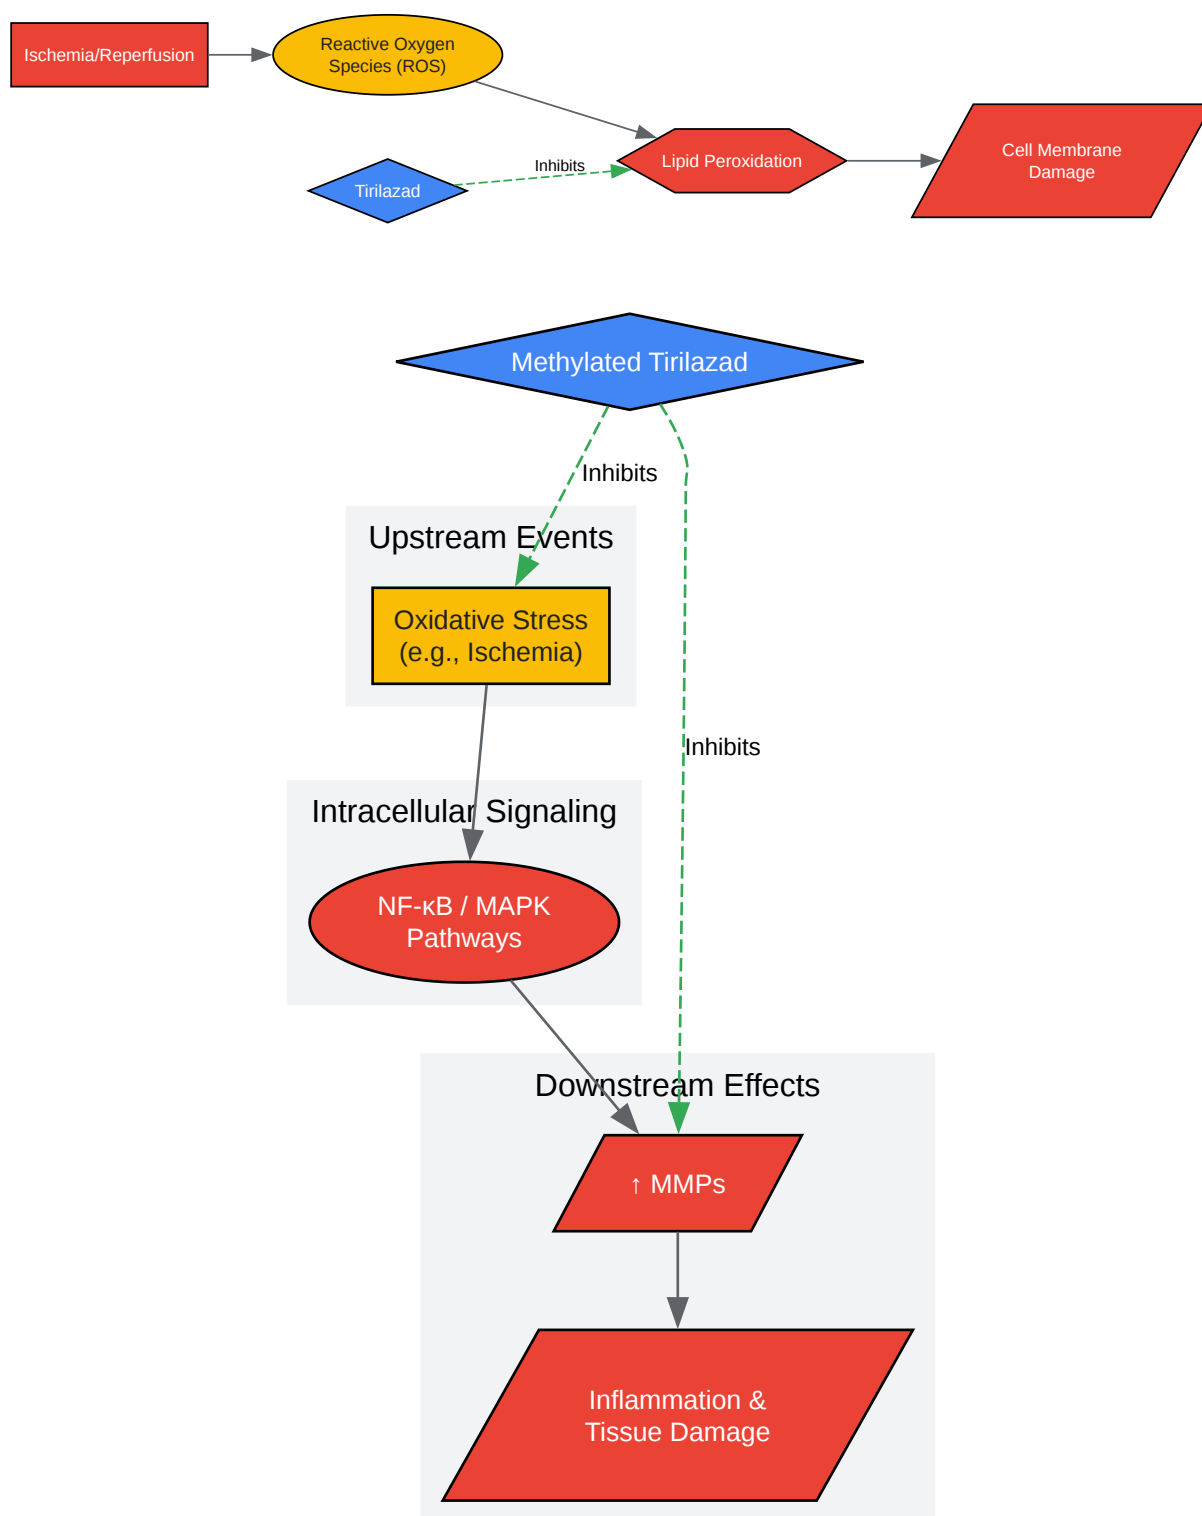 Ischemia/Reperfusion
Reactive Oxygen
Species (ROS)
Lipid Peroxidation
Cell Membrane
Damage
Inhibits
Tirilazad
Methylated Tirilazad
Inhibits
Upstream Events
Oxidative Stress
(e.g., Ischemia)
Inhibits
Intracellular Signaling
NF-κB / MAPK
Pathways
Downstream Effects
↑ MMPs
Inflammation &
Tissue Damage